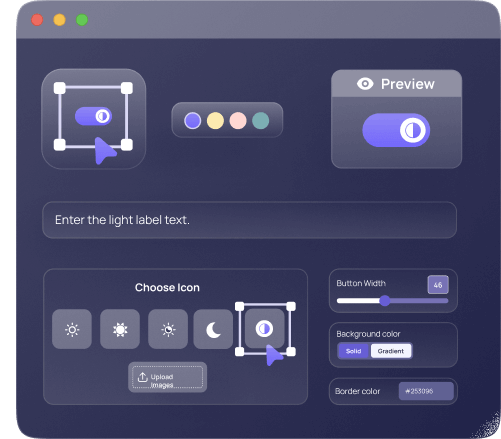 Preview
Enter the light label text.
Choose Icon
Upload
Images
Button Width
46
Background color
Solid
Gradient
Border color
#253096